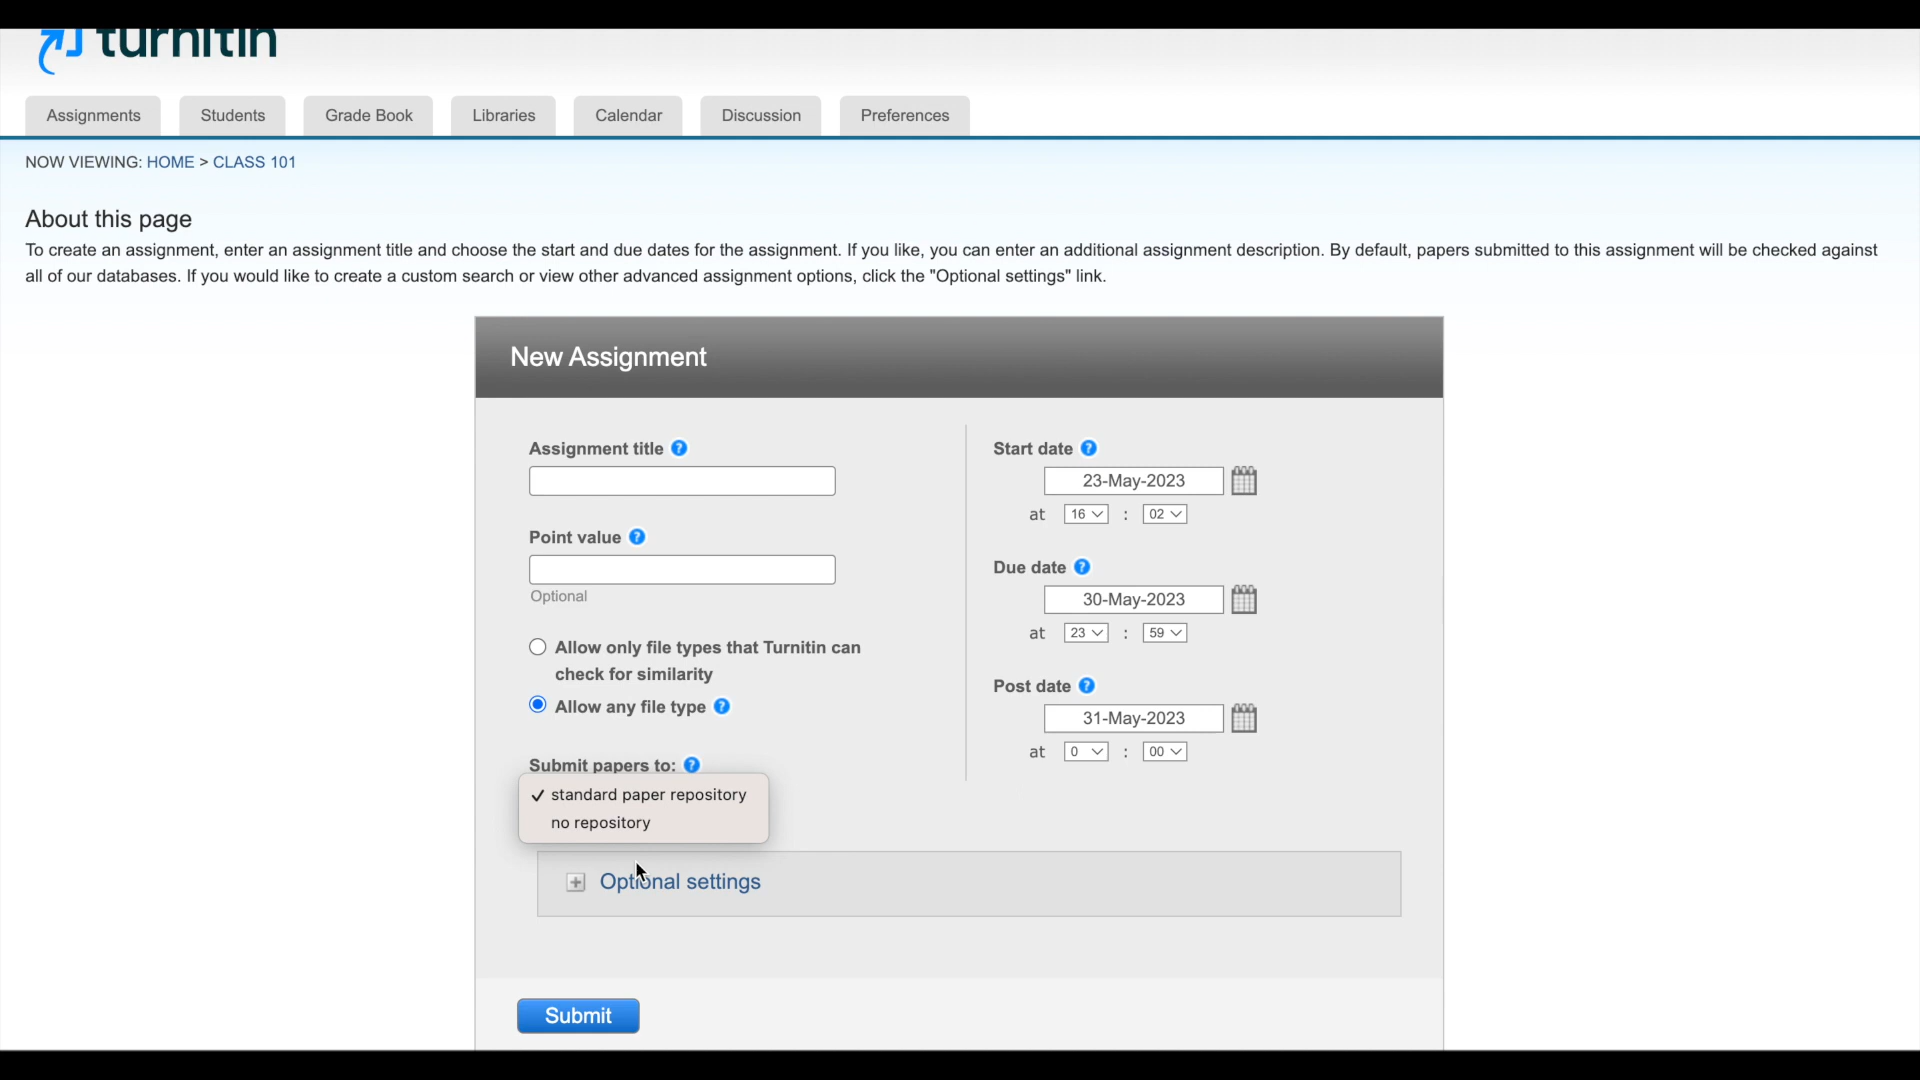 turnitin
Assignments
Students
Grade Book
Libraries
Calendar
Discussion
Preferences
NOW VIEWING: HOME > CLASS 101
About this page
To create an assignment, enter an assignment title and choose the start and due dates for the assignment. If you like, you can enter an additional assignment description. By default, papers submitted to this assignment will be checked against
all of our databases. If you would like to create a custom search or view other advanced assignment options, click the "Optional settings" link.
New Assignment
Assignment title ?
Point value ?
Optional
Allow only file types that Turnitin can
check for similarity
Allow any file type ?
Submit papers to: ?
✓ standard paper repository
no repository
Start date ?
23-May-2023
at 16 : 02
Due date ?
30-May-2023
at 23 : 59
Post date ?
31-May-2023
at 0 : 00
+ Optional settings
Submit